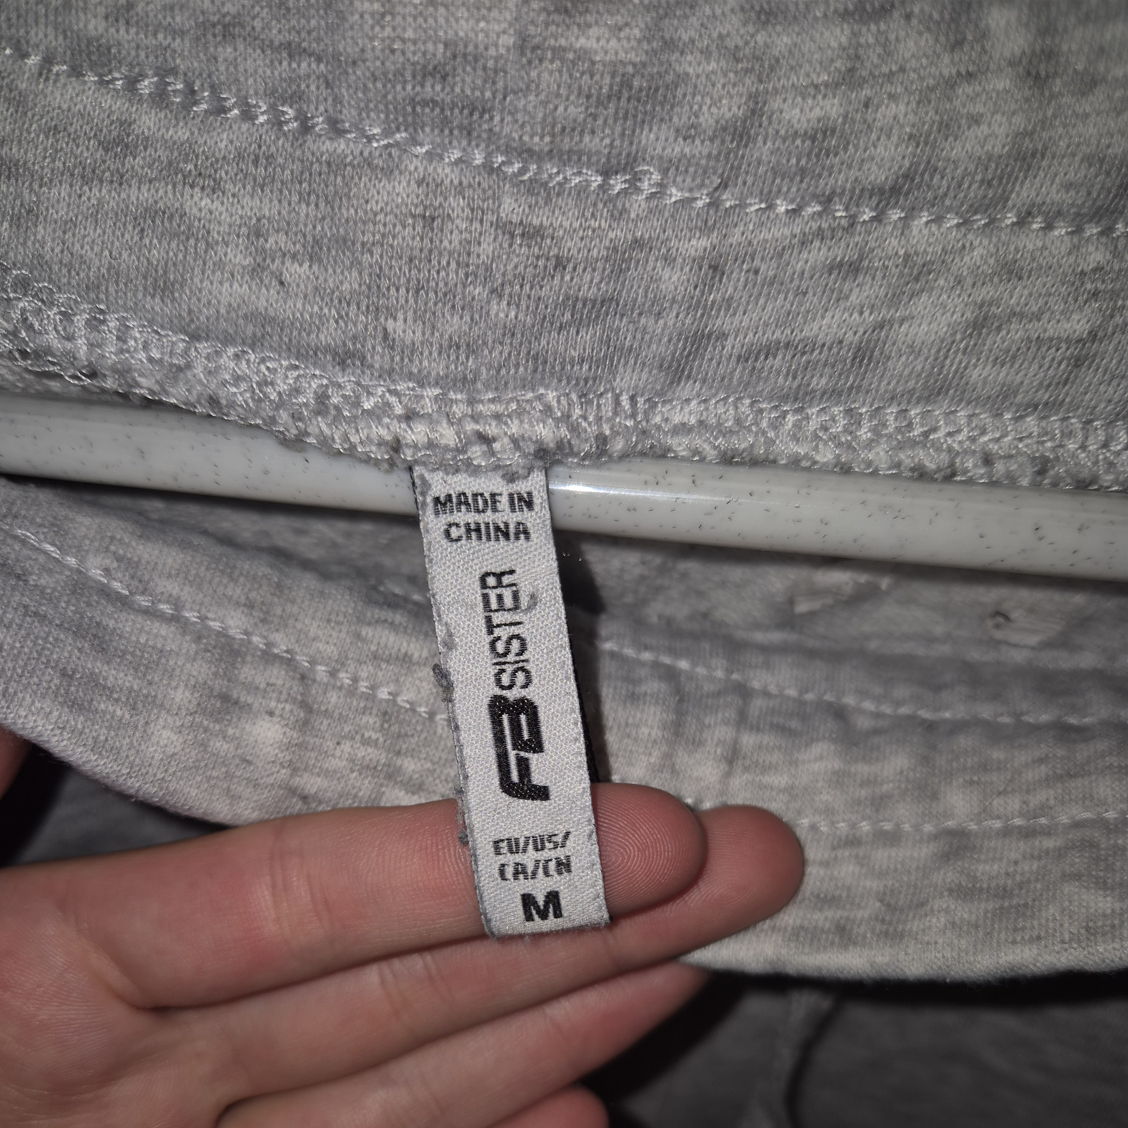 MADE IN
CHINA
FB SISTER
EU/US/
CA/CN
M